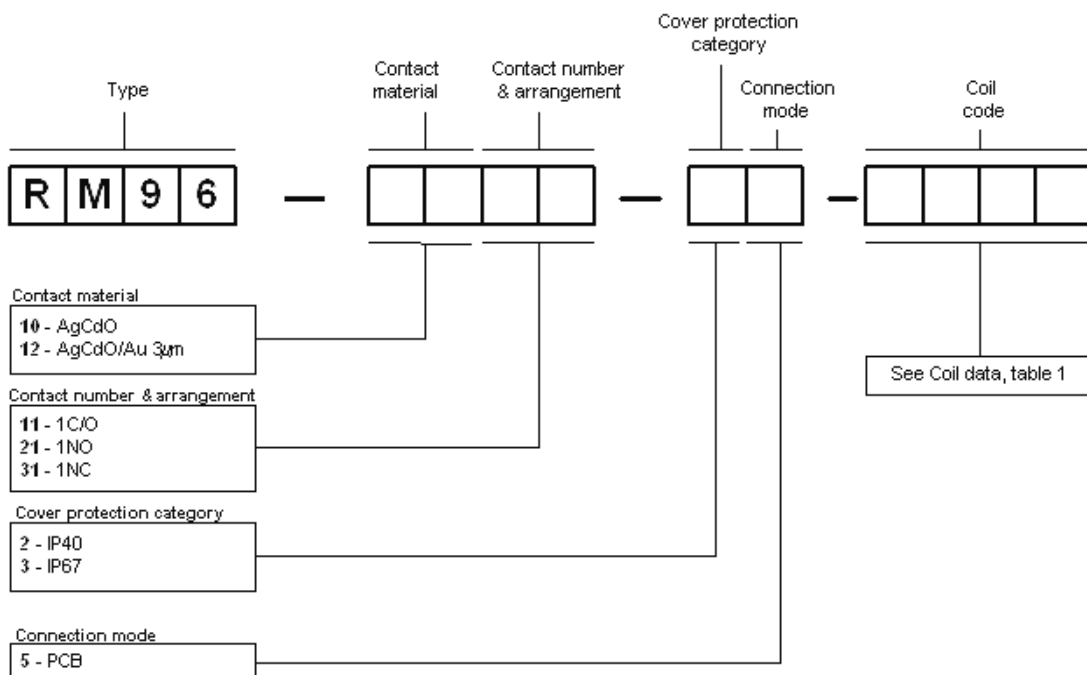 Cover protection
category
Contact
material
Contact number
& arrangement
Type
Connection
mode
Coil
code
R M 9 6 — — —
Contact material
10 - AgCdO
12 - AgCdO/Au 3µm
See Coil data, table 1
Contact number & arrangement
11 - 1C/O
21 - 1NO
31 - 1NC
Cover protection category
2 - IP40
3 - IP67
Connection mode
5 - PCB